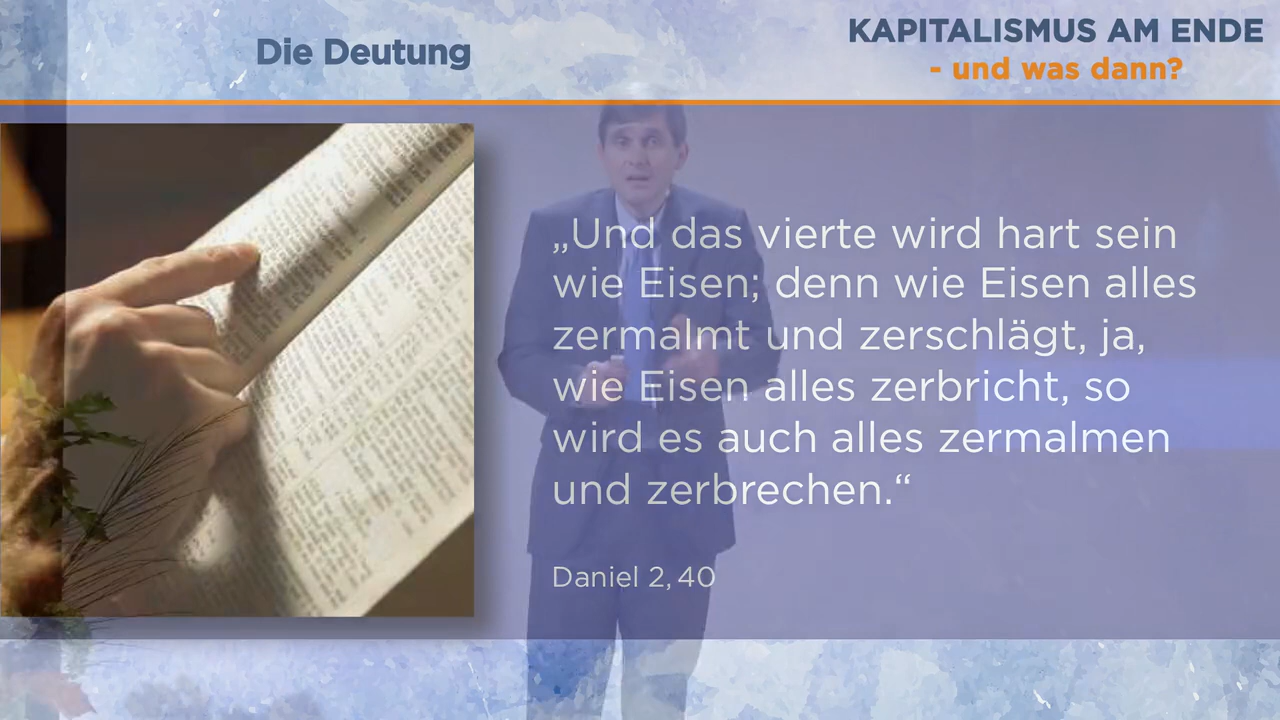 Die Deutung
KAPITALISMUS AM ENDE
- und was dann?
„Und das vierte wird hart sein
wie Eisen; denn wie Eisen alles
zermalmt und zerschlägt, ja,
wie Eisen alles zerbricht, so
wird es auch alles zermalmen
und zerbrechen.“
Daniel 2,40